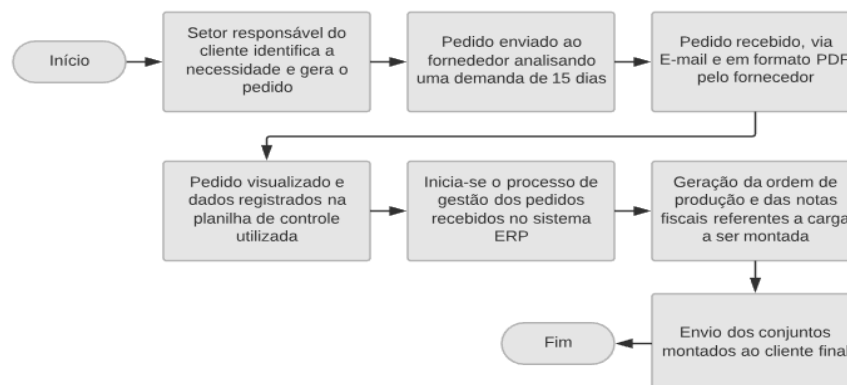 Início
Setor responsável do
cliente identifica a
necessidade e gera o
pedido
Pedido enviado ao
fornededor analisando
uma demanda de 15 dias
Pedido recebido, via
E-mail e em formato PDF
pelo fornecedor
Pedido visualizado e
dados registrados na
planilha de controle
utilizada
Inicia-se o processo de
gestão dos pedidos
recebidos no sistema
ERP
Geração da ordem de
produção e das notas
fiscais referentes a carga
a ser montada
Envio dos conjuntos
montados ao cliente final
Fim